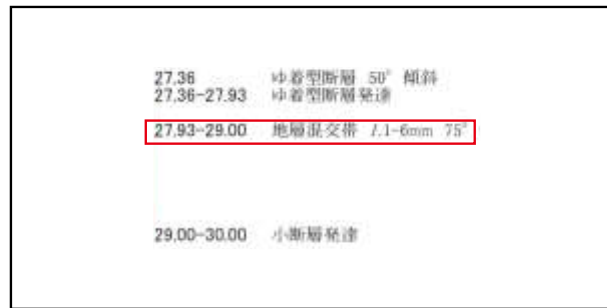 27.36 ゆ着型断層 50° 傾斜
27.36-27.93 ゆ着型断層発達
27.93-29.00 地層混交帯 l.1-6mm 75°
29.00-30.00 小断層発達